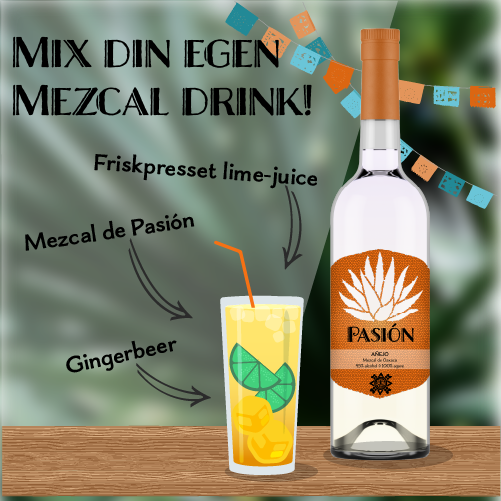 MIX DIN EGEN
MEZCAL DRINK!
Friskpresset lime-juice
Mezcal de Pasión
Gingerbeer
PASIÓN
AÑEJO
Mezcal de Oaxaca